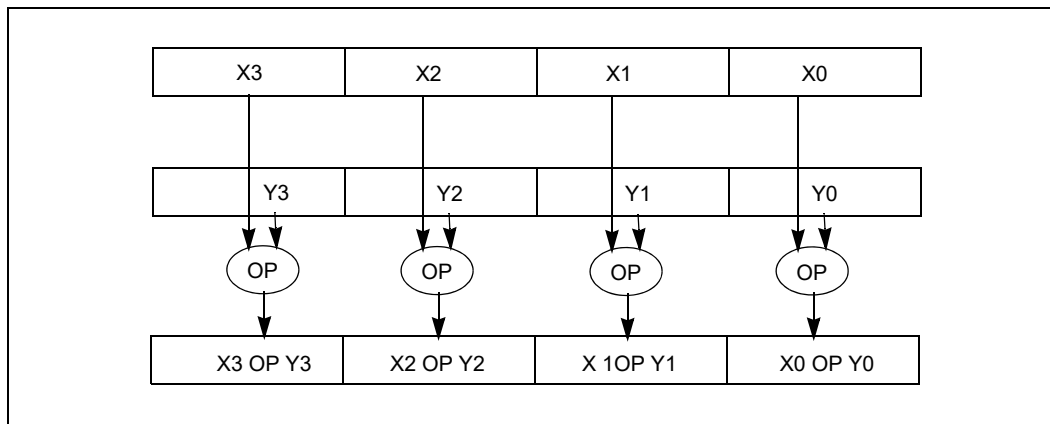 X3 X2 X1 X0
Y3 Y2 Y1 Y0
OP OP OP OP
X3 OP Y3 X2 OP Y2 X 1OP Y1 X0 OP Y0